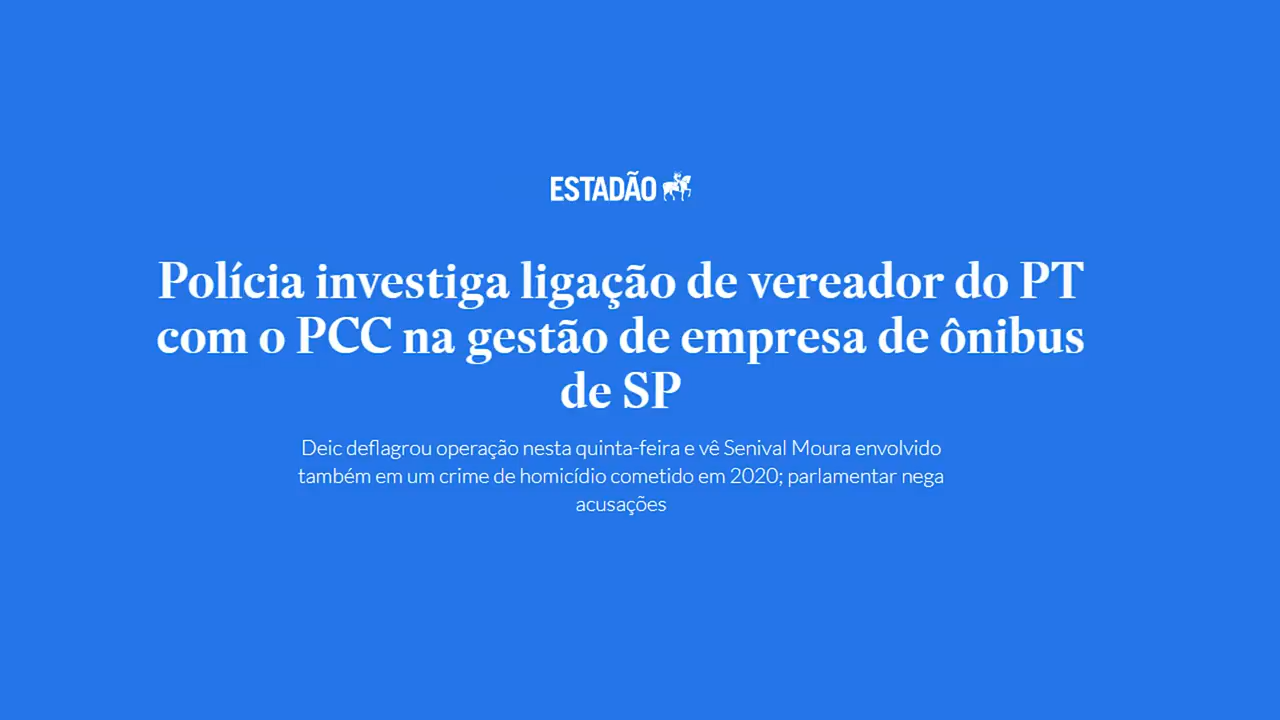 ESTADÃO
Polícia investiga ligação de vereador do PT
com o PCC na gestão de empresa de ônibus
de SP
Deic deflagrou operação nesta quinta-feira e vê Senival Moura envolvido
também em um crime de homicídio cometido em 2020; parlamentar nega
acusações